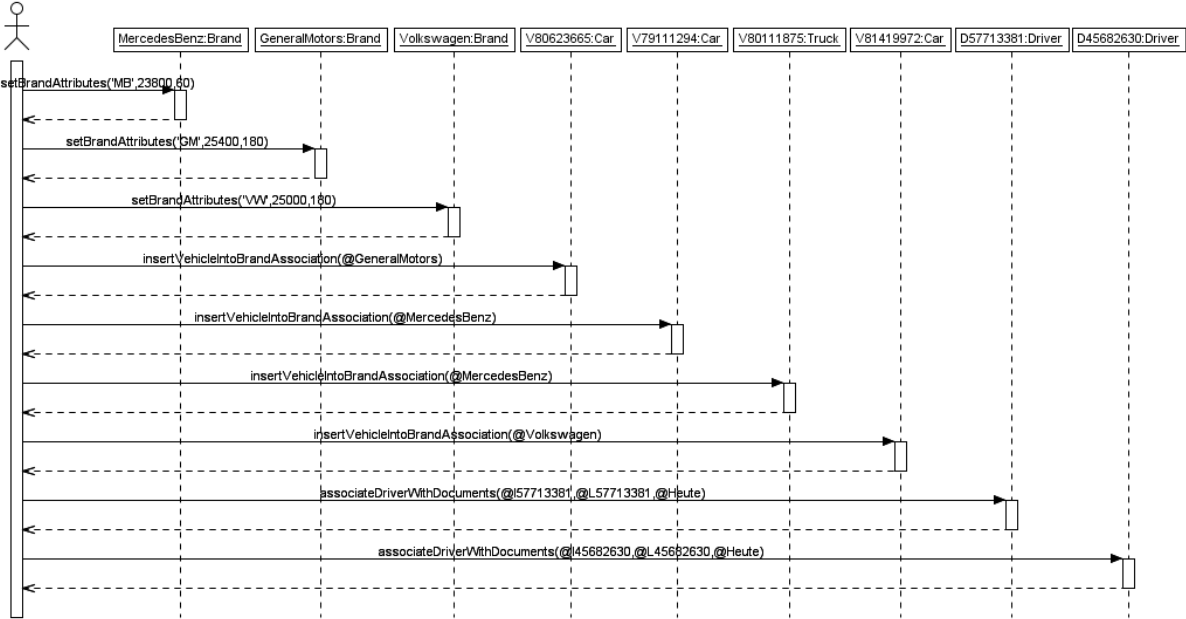 MercedesBenz:Brand
GeneralMotors:Brand
Volkswagen:Brand
V80623665:Car
V79111294:Car
V80111875:Truck
V81419972:Car
D57713381:Driver
D45682630:Driver
setBrandAttributes('MB',23800,60)
setBrandAttributes('GM',25400,180)
setBrandAttributes('VW',25000,180)
insertVehicleIntoBrandAssociation(@GeneralMotors)
insertVehicleIntoBrandAssociation(@MercedesBenz)
insertVehicleIntoBrandAssociation(@MercedesBenz)
insertVehicleIntoBrandAssociation(@Volkswagen)
associateDriverWithDocuments(@I57713381,@L57713381,@Heute)
associateDriverWithDocuments(@I45682630,@L45682630,@Heute)